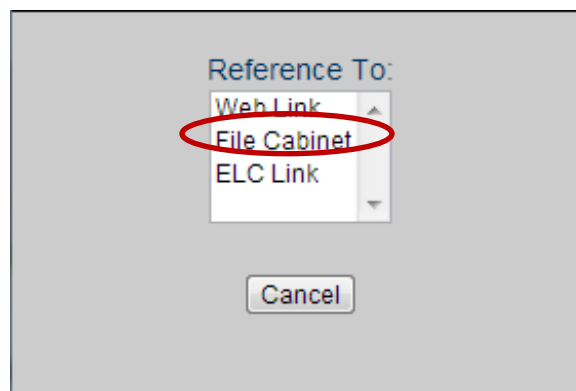 Reference To:
Web Link
File Cabinet
ELC Link
Cancel